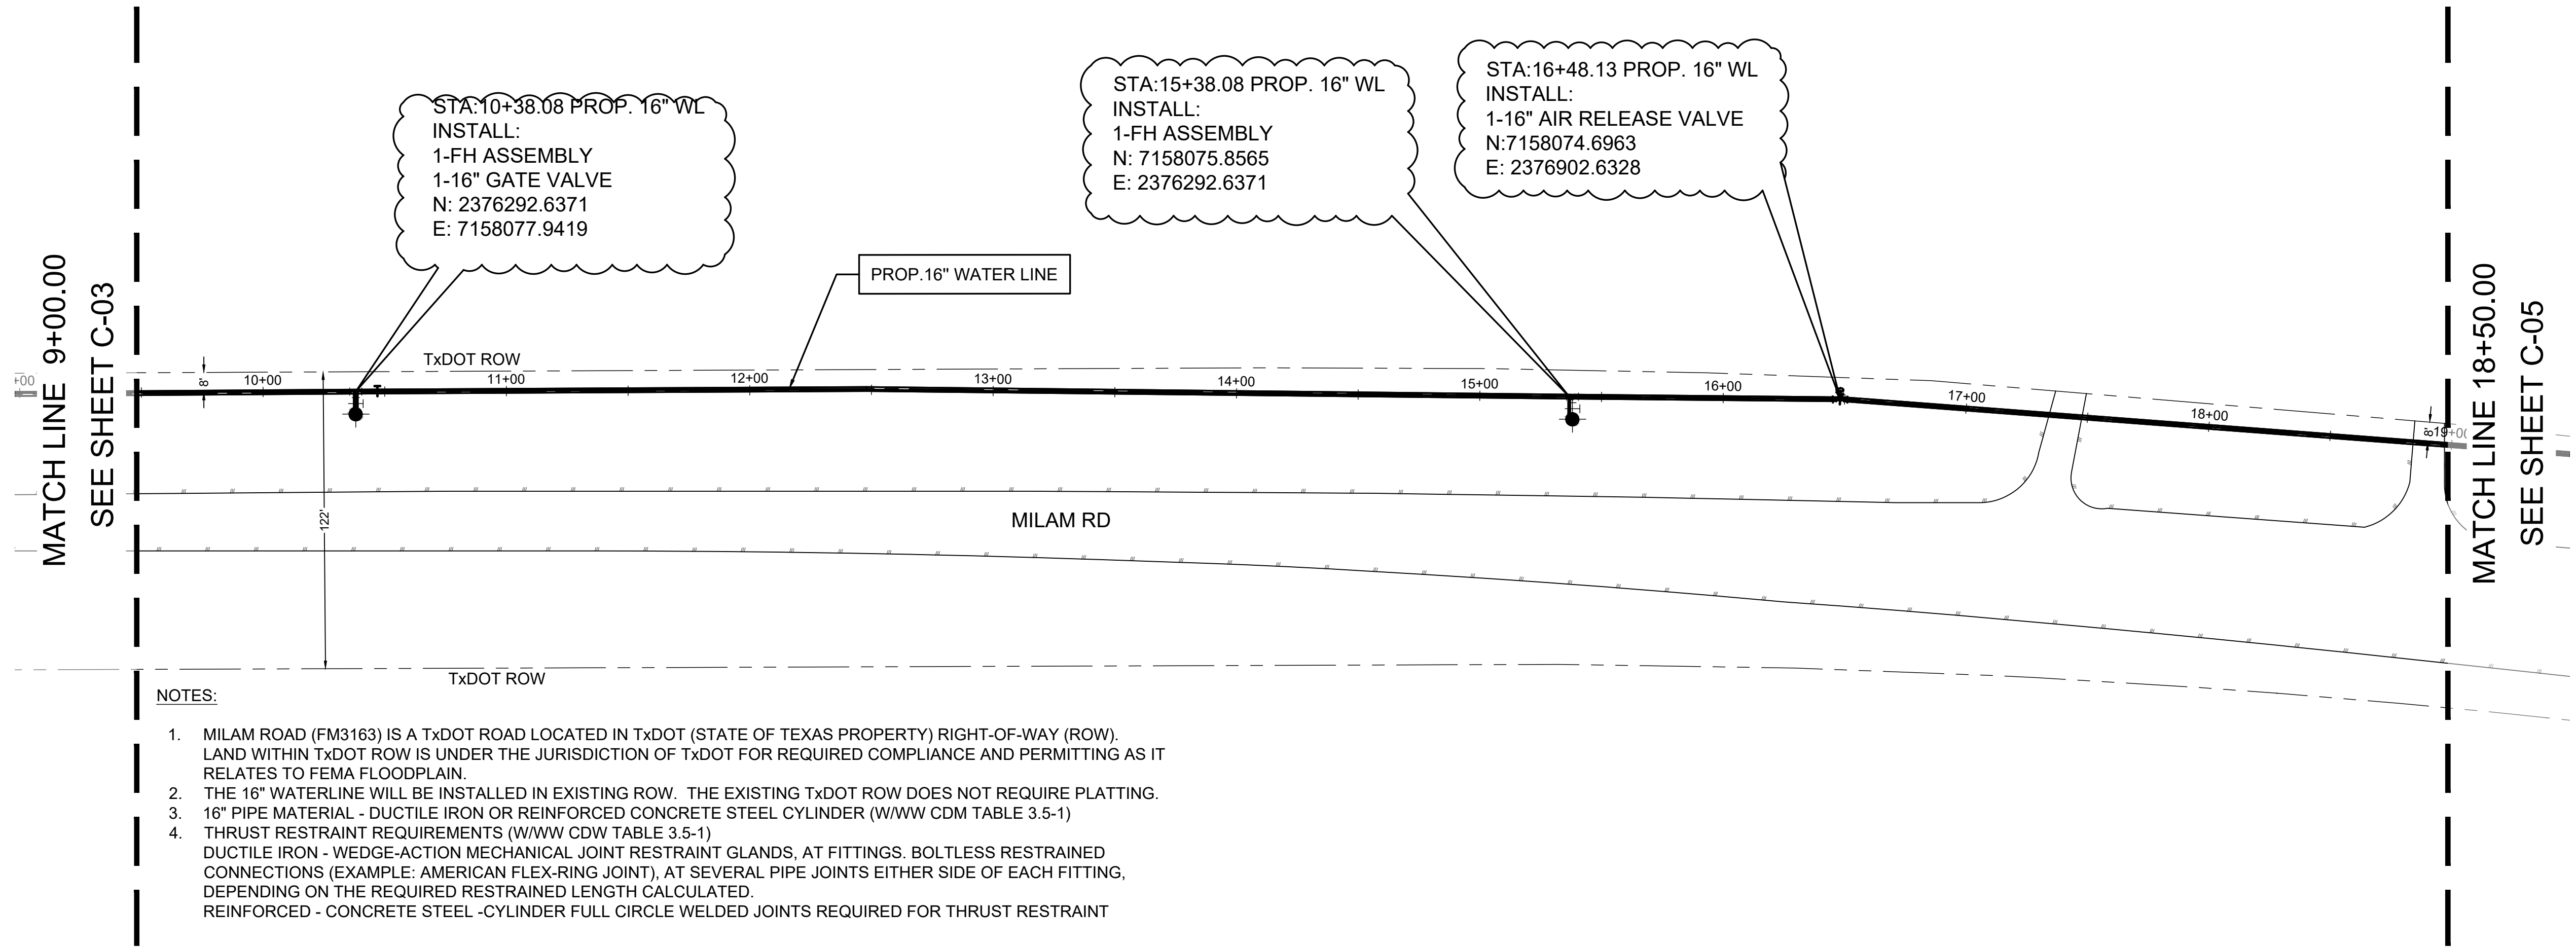 STA:10+38.08 PROP. 16" WL
INSTALL:
1-FH ASSEMBLY
1-16" GATE VALVE
N: 2376292.6371
E: 7158077.9419
STA:15+38.08 PROP. 16" WL
INSTALL:
1-FH ASSEMBLY
N: 7158075.8565
E: 2376292.6371
STA:16+48.13 PROP. 16" WL
INSTALL:
1-16" AIR RELEASE VALVE
N:7158074.6963
E: 2376902.6328
PROP.16" WATER LINE
MATCH LINE 9+00.00
SEE SHEET C-03
MATCH LINE 18+50.00
SEE SHEET C-05
TxDOT ROW
+00
8'
10+00
11+00
12+00
13+00
14+00
15+00
16+00
17+00
18+00
8'
19+00
122'
MILAM RD
TxDOT ROW
NOTES:
1. MILAM ROAD (FM3163) IS A TxDOT ROAD LOCATED IN TxDOT (STATE OF TEXAS PROPERTY) RIGHT-OF-WAY (ROW).
LAND WITHIN TxDOT ROW IS UNDER THE JURISDICTION OF TxDOT FOR REQUIRED COMPLIANCE AND PERMITTING AS IT
RELATES TO FEMA FLOODPLAIN.
2. THE 16" WATERLINE WILL BE INSTALLED IN EXISTING ROW. THE EXISTING TxDOT ROW DOES NOT REQUIRE PLATTING.
3. 16" PIPE MATERIAL - DUCTILE IRON OR REINFORCED CONCRETE STEEL CYLINDER (W/WW CDM TABLE 3.5-1)
4. THRUST RESTRAINT REQUIREMENTS (W/WW CDW TABLE 3.5-1)
DUCTILE IRON - WEDGE-ACTION MECHANICAL JOINT RESTRAINT GLANDS, AT FITTINGS. BOLTLESS RESTRAINED
CONNECTIONS (EXAMPLE: AMERICAN FLEX-RING JOINT), AT SEVERAL PIPE JOINTS EITHER SIDE OF EACH FITTING,
DEPENDING ON THE REQUIRED RESTRAINED LENGTH CALCULATED.
REINFORCED - CONCRETE STEEL -CYLINDER FULL CIRCLE WELDED JOINTS REQUIRED FOR THRUST RESTRAINT